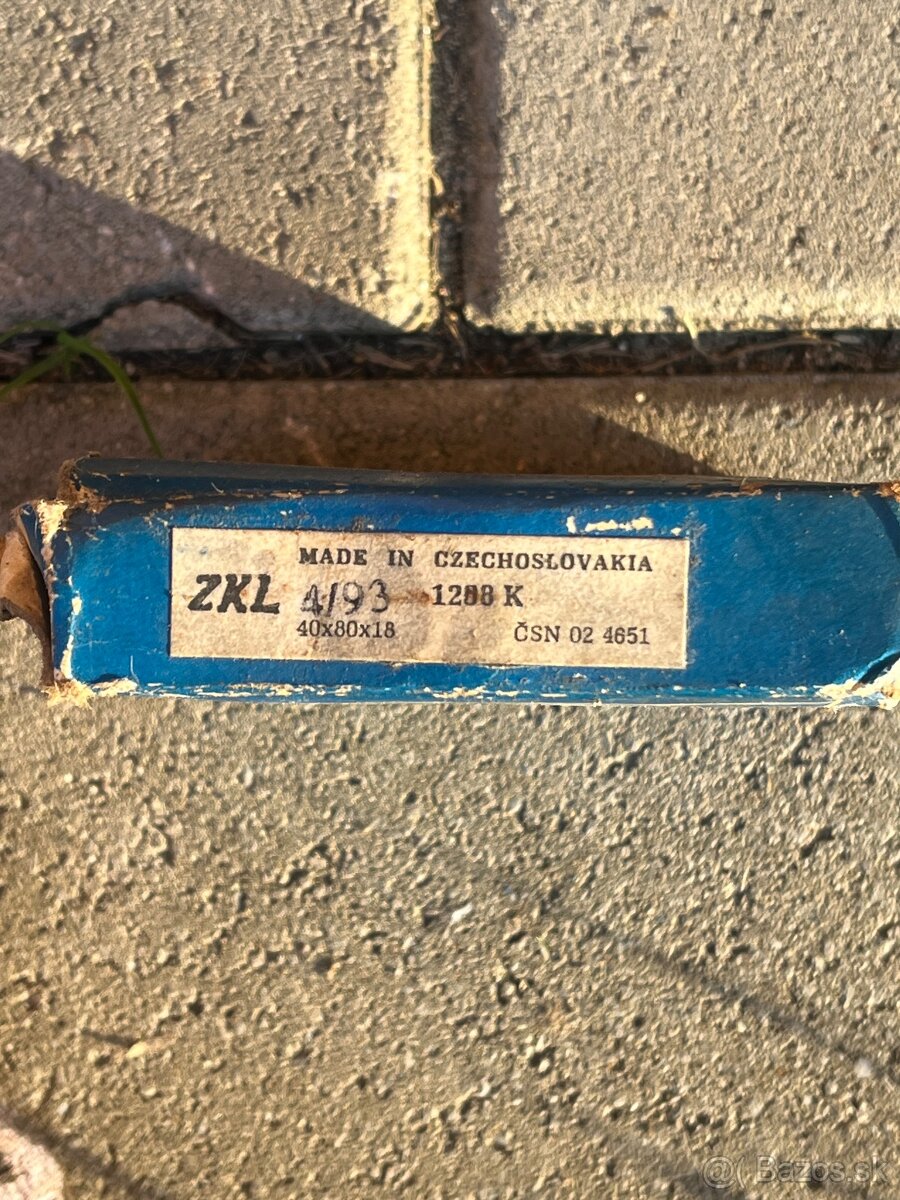 MADE IN CZECHOSLOVAKIA
ZKL 4/93 1208 K
40x80x18 ČSN 02 4651
Bazos.sk